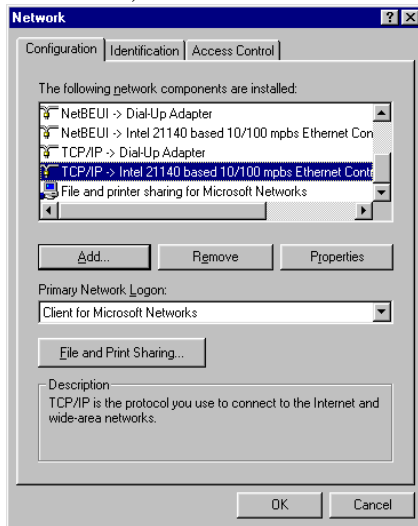 Network
Configuration Identification Access Control
The following network components are installed:
NetBEUI -> Dial-Up Adapter
NetBEUI -> Intel 21140 based 10/100 mpbs Ethernet Con
TCP/IP -> Dial-Up Adapter
TCP/IP -> Intel 21140 based 10/100 mpbs Ethernet Contr
File and printer sharing for Microsoft Networks
Add... Remove Properties
Primary Network Logon:
Client for Microsoft Networks
File and Print Sharing...
Description
TCP/IP is the protocol you use to connect to the Internet and
wide-area networks.
OK Cancel